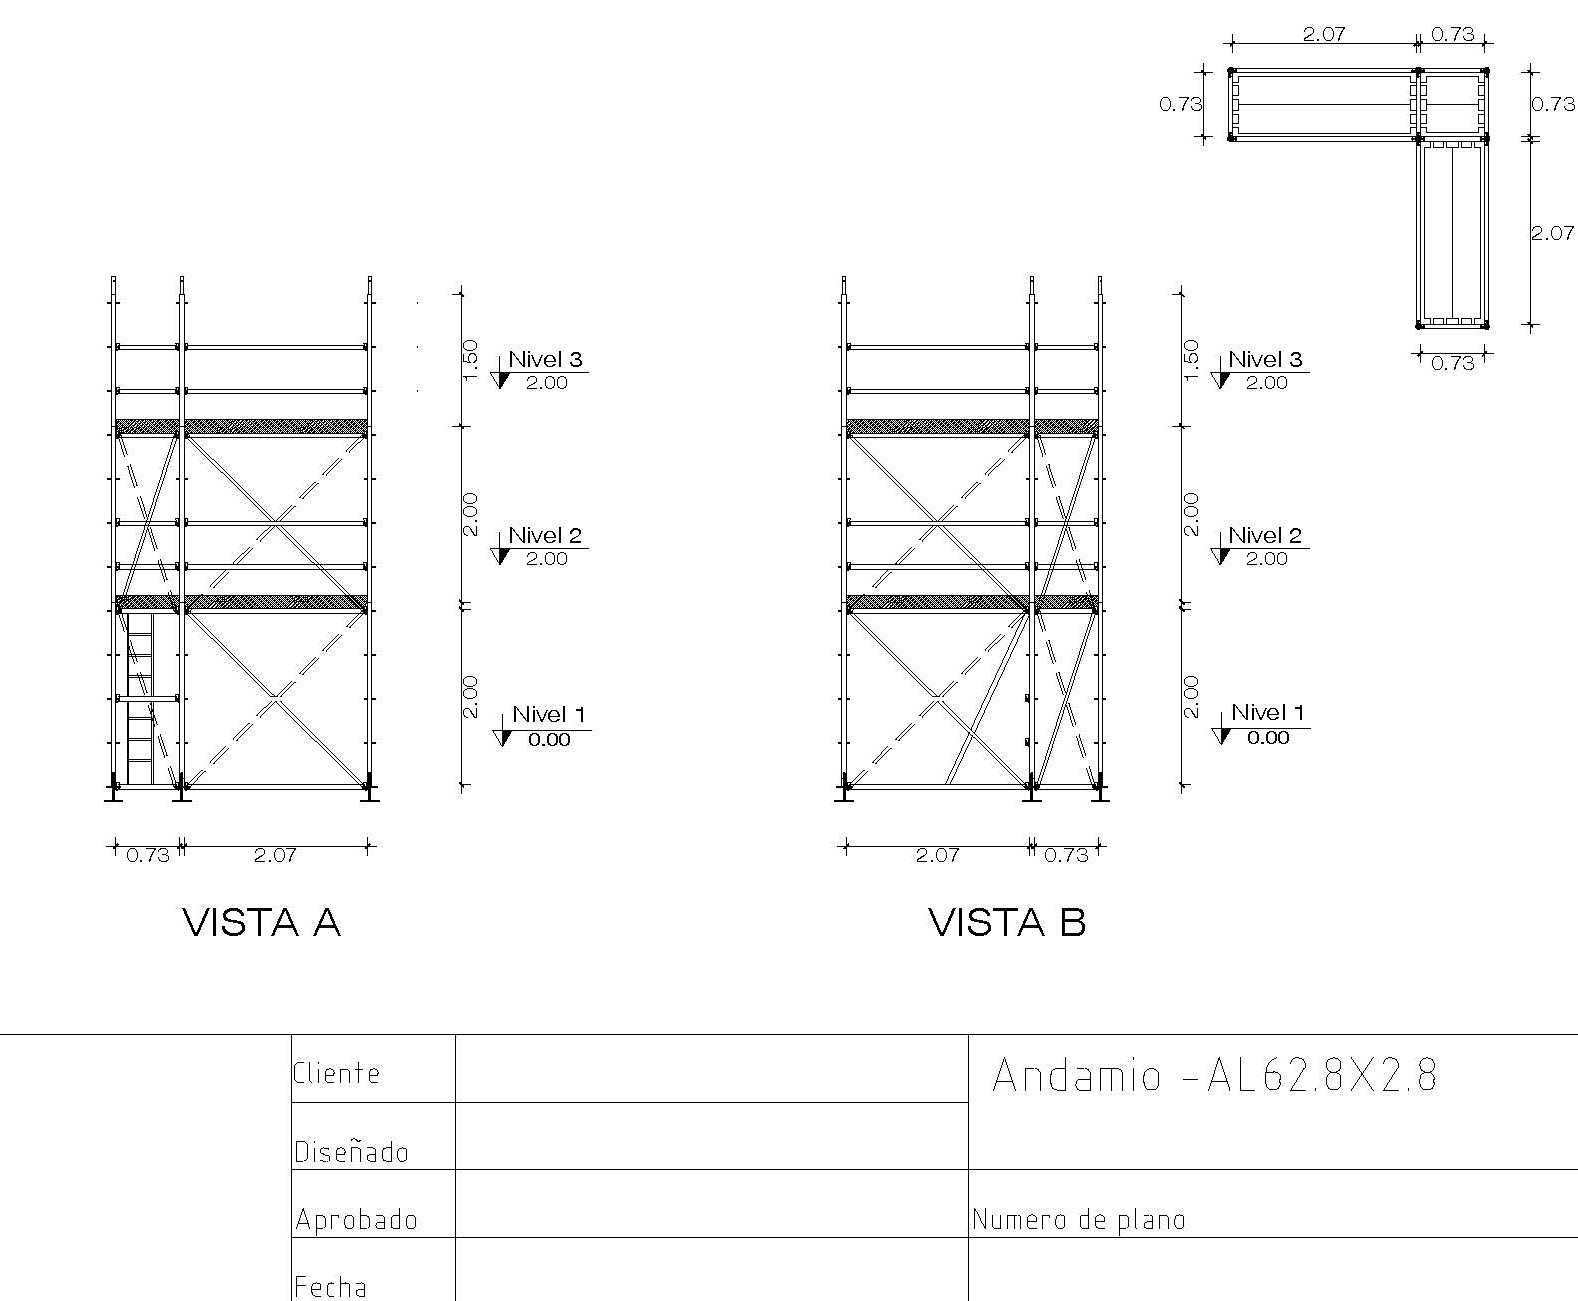 2.07 0.73
0.73 0.73
2.07
0.73
1.50
Nivel 3
2.00
2.00
Nivel 2
2.00
2.00
Nivel 1
0.00
0.73 2.07
VISTA A
1.50
Nivel 3
2.00
2.00
Nivel 2
2.00
2.00
Nivel 1
0.00
2.07 0.73
VISTA B
Cliente
Andamio -AL62.8X2.8
Diseñado
Aprobado
Numero de plano
Fecha